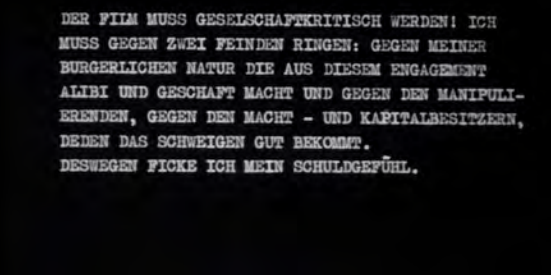 DER FILM MUSS GESELSCHAFTKRITISCH WERDEN! ICH
MUSS GEGEN ZWEI FEINDEN RINGEN: GEGEN MEINER
BURGERLICHEN NATUR DIE AUS DIESEM ENGAGEMENT
ALIBI UND GESCHAFT MACHT UND GEGEN DEN MANIPULI-
ERENDEN, GEGEN DEN MACHT - UND KAPITALBESITZERN,
DEDEN DAS SCHWEIGEN GUT BEKOMMT.
DESWEGEN FICKE ICH MEIN SCHULDGEFÜHL.